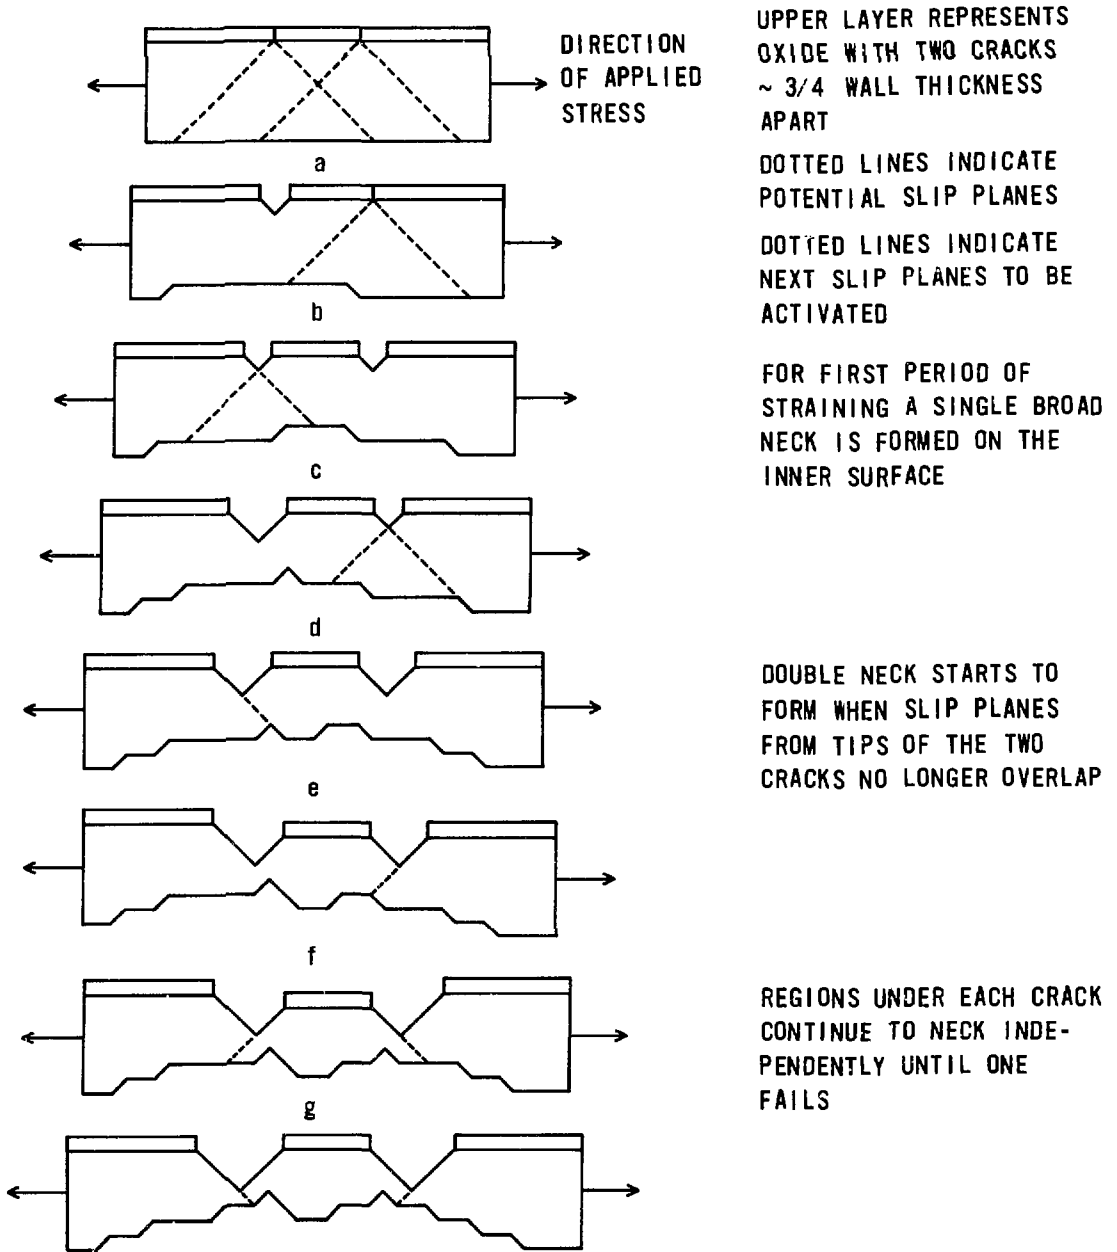 DIRECTION
OF APPLIED
STRESS
UPPER LAYER REPRESENTS
OXIDE WITH TWO CRACKS
~ 3/4 WALL THICKNESS
APART
a
DOTTED LINES INDICATE
POTENTIAL SLIP PLANES
DOTTED LINES INDICATE
NEXT SLIP PLANES TO BE
ACTIVATED
b
FOR FIRST PERIOD OF
STRAINING A SINGLE BROAD
NECK IS FORMED ON THE
INNER SURFACE
c
d
DOUBLE NECK STARTS TO
FORM WHEN SLIP PLANES
FROM TIPS OF THE TWO
CRACKS NO LONGER OVERLAP
e
f
REGIONS UNDER EACH CRACK
CONTINUE TO NECK INDE-
PENDENTLY UNTIL ONE
FAILS
g